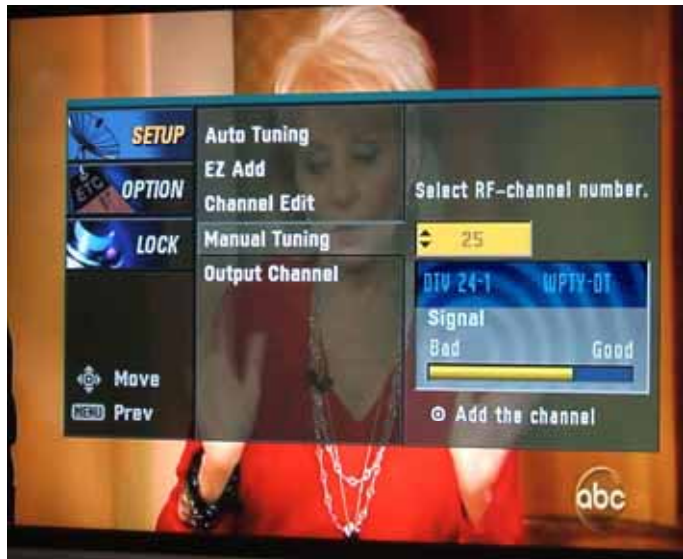 SETUP
OPTION
LOCK
ETC
Auto Tuning
EZ Add
Channel Edit
Manual Tuning
Output Channel
Select RF-channel number.
25
DTV 24-1 WPTY-DT
Signal
Bad Good
Add the channel
Move
MENU Prev
abc